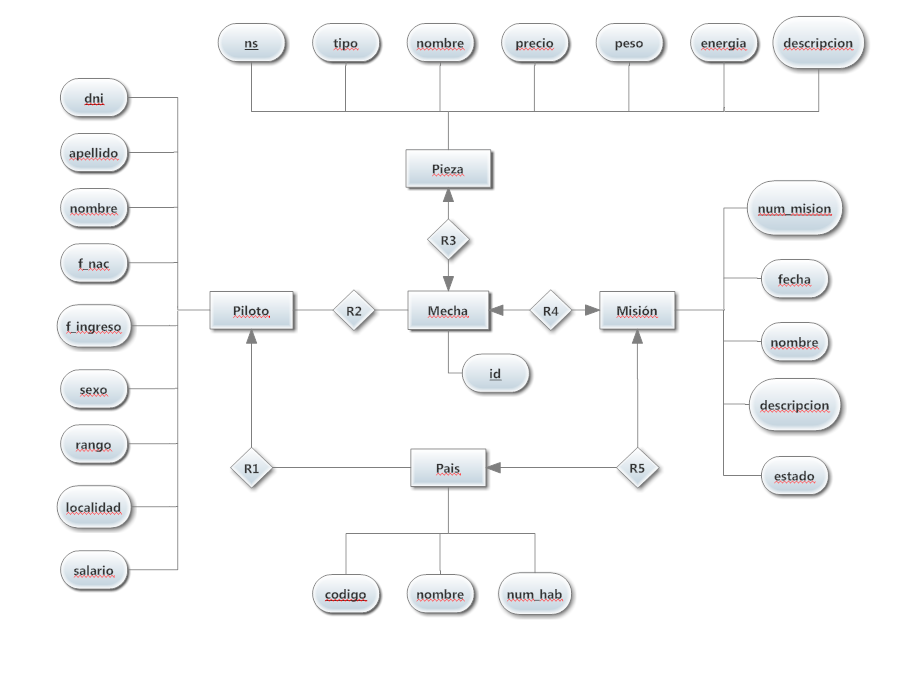 ns
tipo
nombre
precio
peso
energia
descripcion
dni
apellido
nombre
f_nac
f_ingreso
sexo
rango
localidad
salario
Pieza
R3
Piloto
R2
Mecha
R4
Misión
id
num_mision
fecha
nombre
descripcion
estado
R1
Pais
R5
codigo
nombre
num_hab